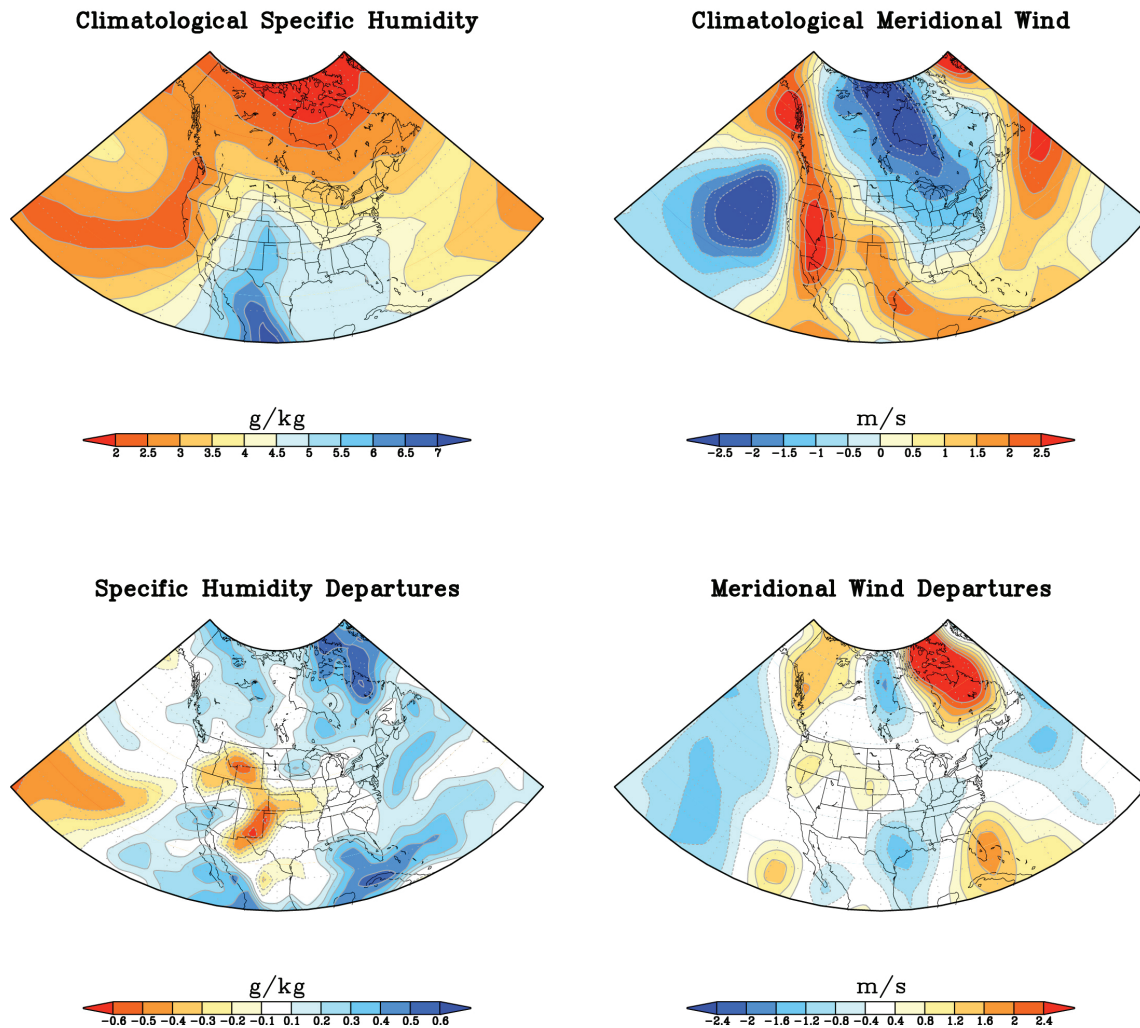 Climatological Specific Humidity
Climatological Meridional Wind
g/kg
2 2.5 3 3.5 4 4.5 5 5.5 6 6.5 7
m/s
-2.5 -2 -1.5 -1 -0.5 0 0.5 1 1.5 2 2.5
Specific Humidity Departures
Meridional Wind Departures
g/kg
-0.6 -0.5 -0.4 -0.3 -0.2 -0.1 0.1 0.2 0.3 0.4 0.5 0.6
m/s
-2.4 -2 -1.6 -1.2 -0.8 -0.4 0.4 0.8 1.2 1.6 2 2.4